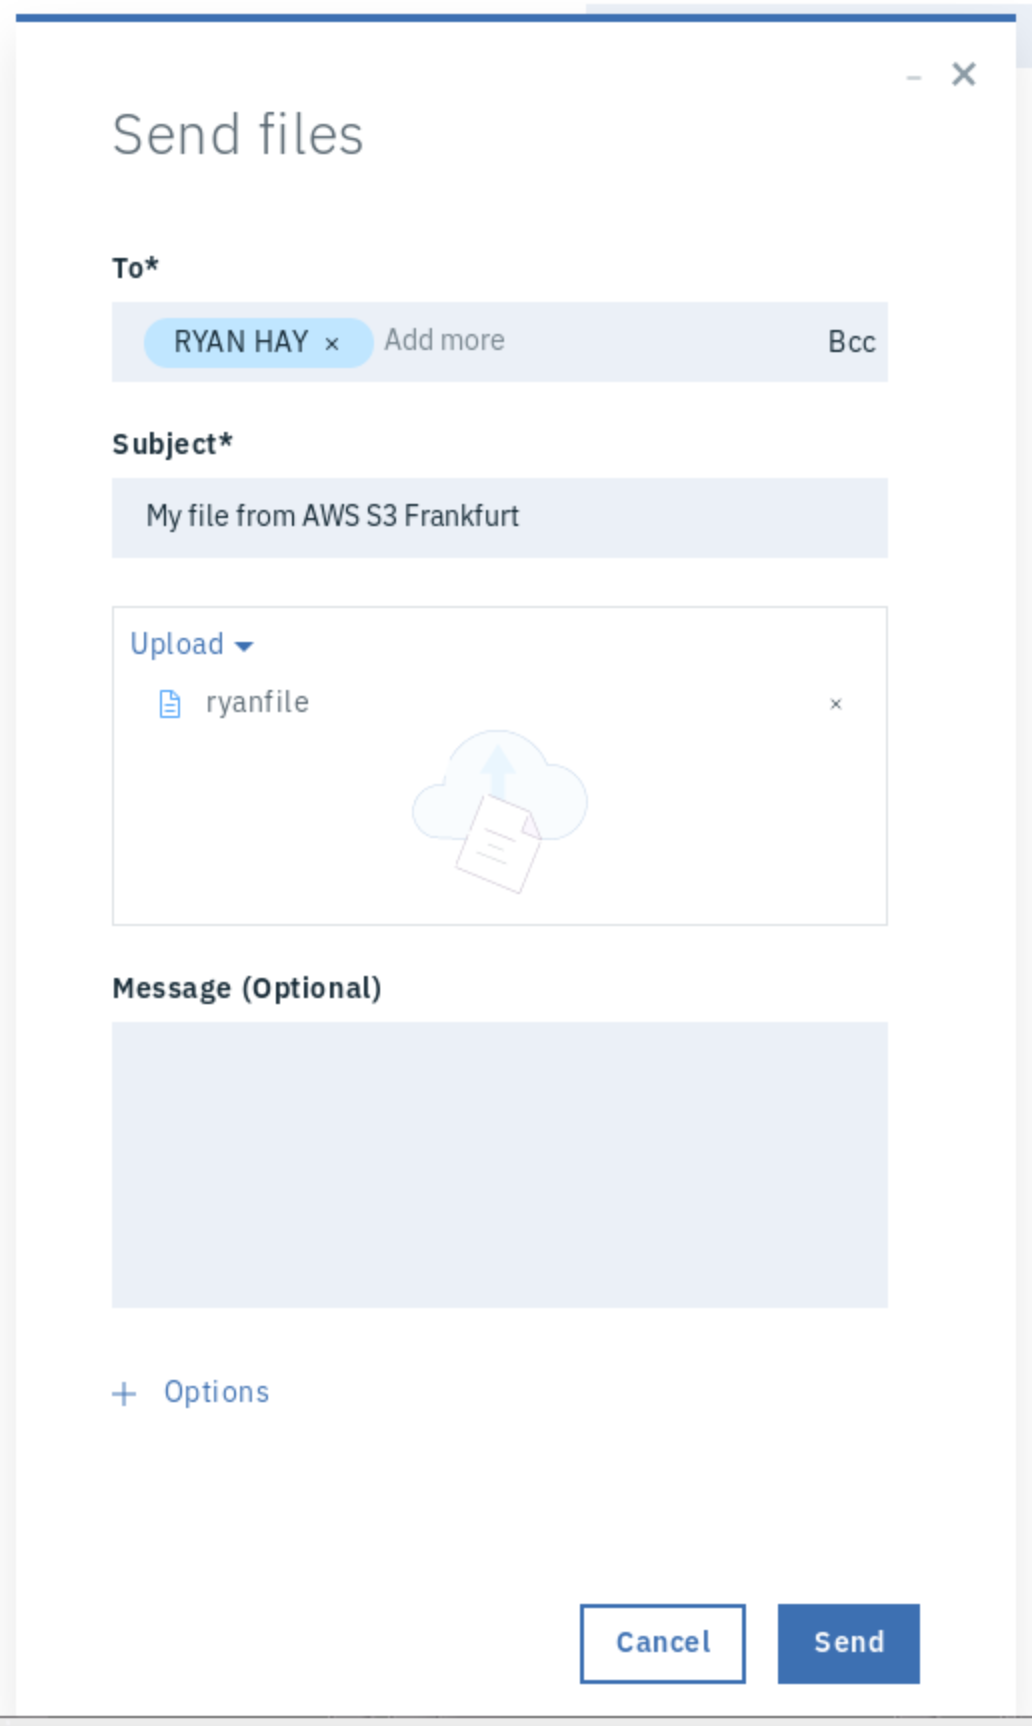 Send files
To*
RYAN HAY × Add more Bcc
Subject*
My file from AWS S3 Frankfurt
Upload
ryanfile ×
Message (Optional)
+ Options
Cancel Send